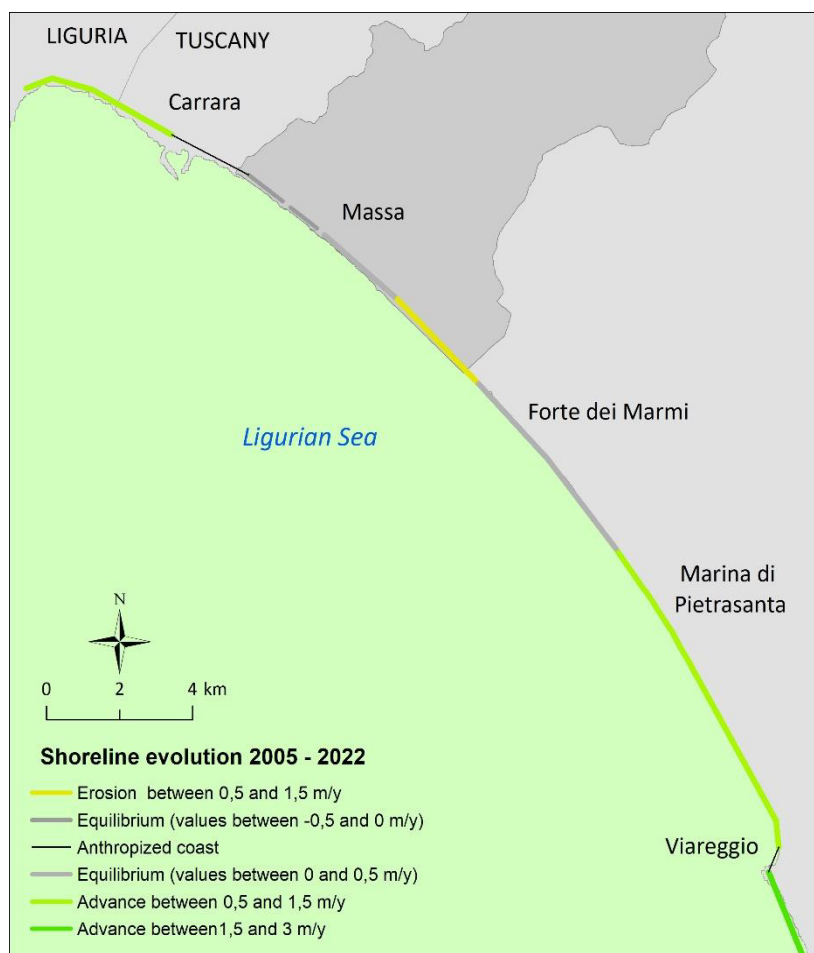 LIGURIA
TUSCANY
Carrara
Massa
Forte dei Marmi
Ligurian Sea
Marina di
Pietrasanta
N
0 2 4 km
Shoreline evolution 2005 - 2022
Erosion between 0,5 and 1,5 m/y
Equilibrium (values between -0,5 and 0 m/y)
Anthropized coast
Viareggio
Equilibrium (values between 0 and 0,5 m/y)
Advance between 0,5 and 1,5 m/y
Advance between1,5 and 3 m/y